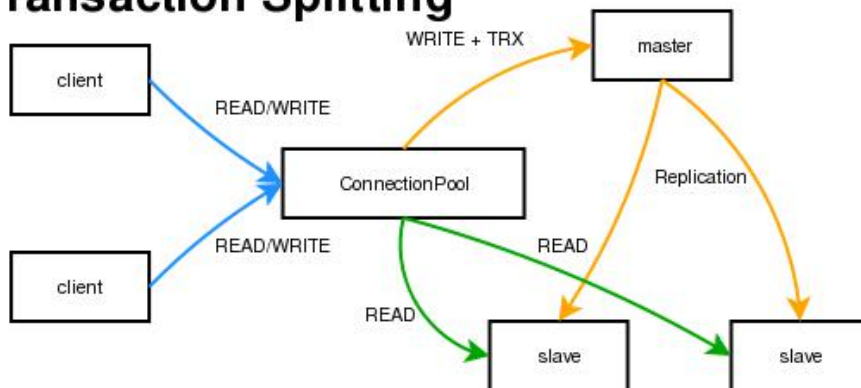 ransaction Splitting
WRITE + TRX
master
client
READ/WRITE
ConnectionPool
Replication
READ/WRITE
READ
client
READ
slave
slave